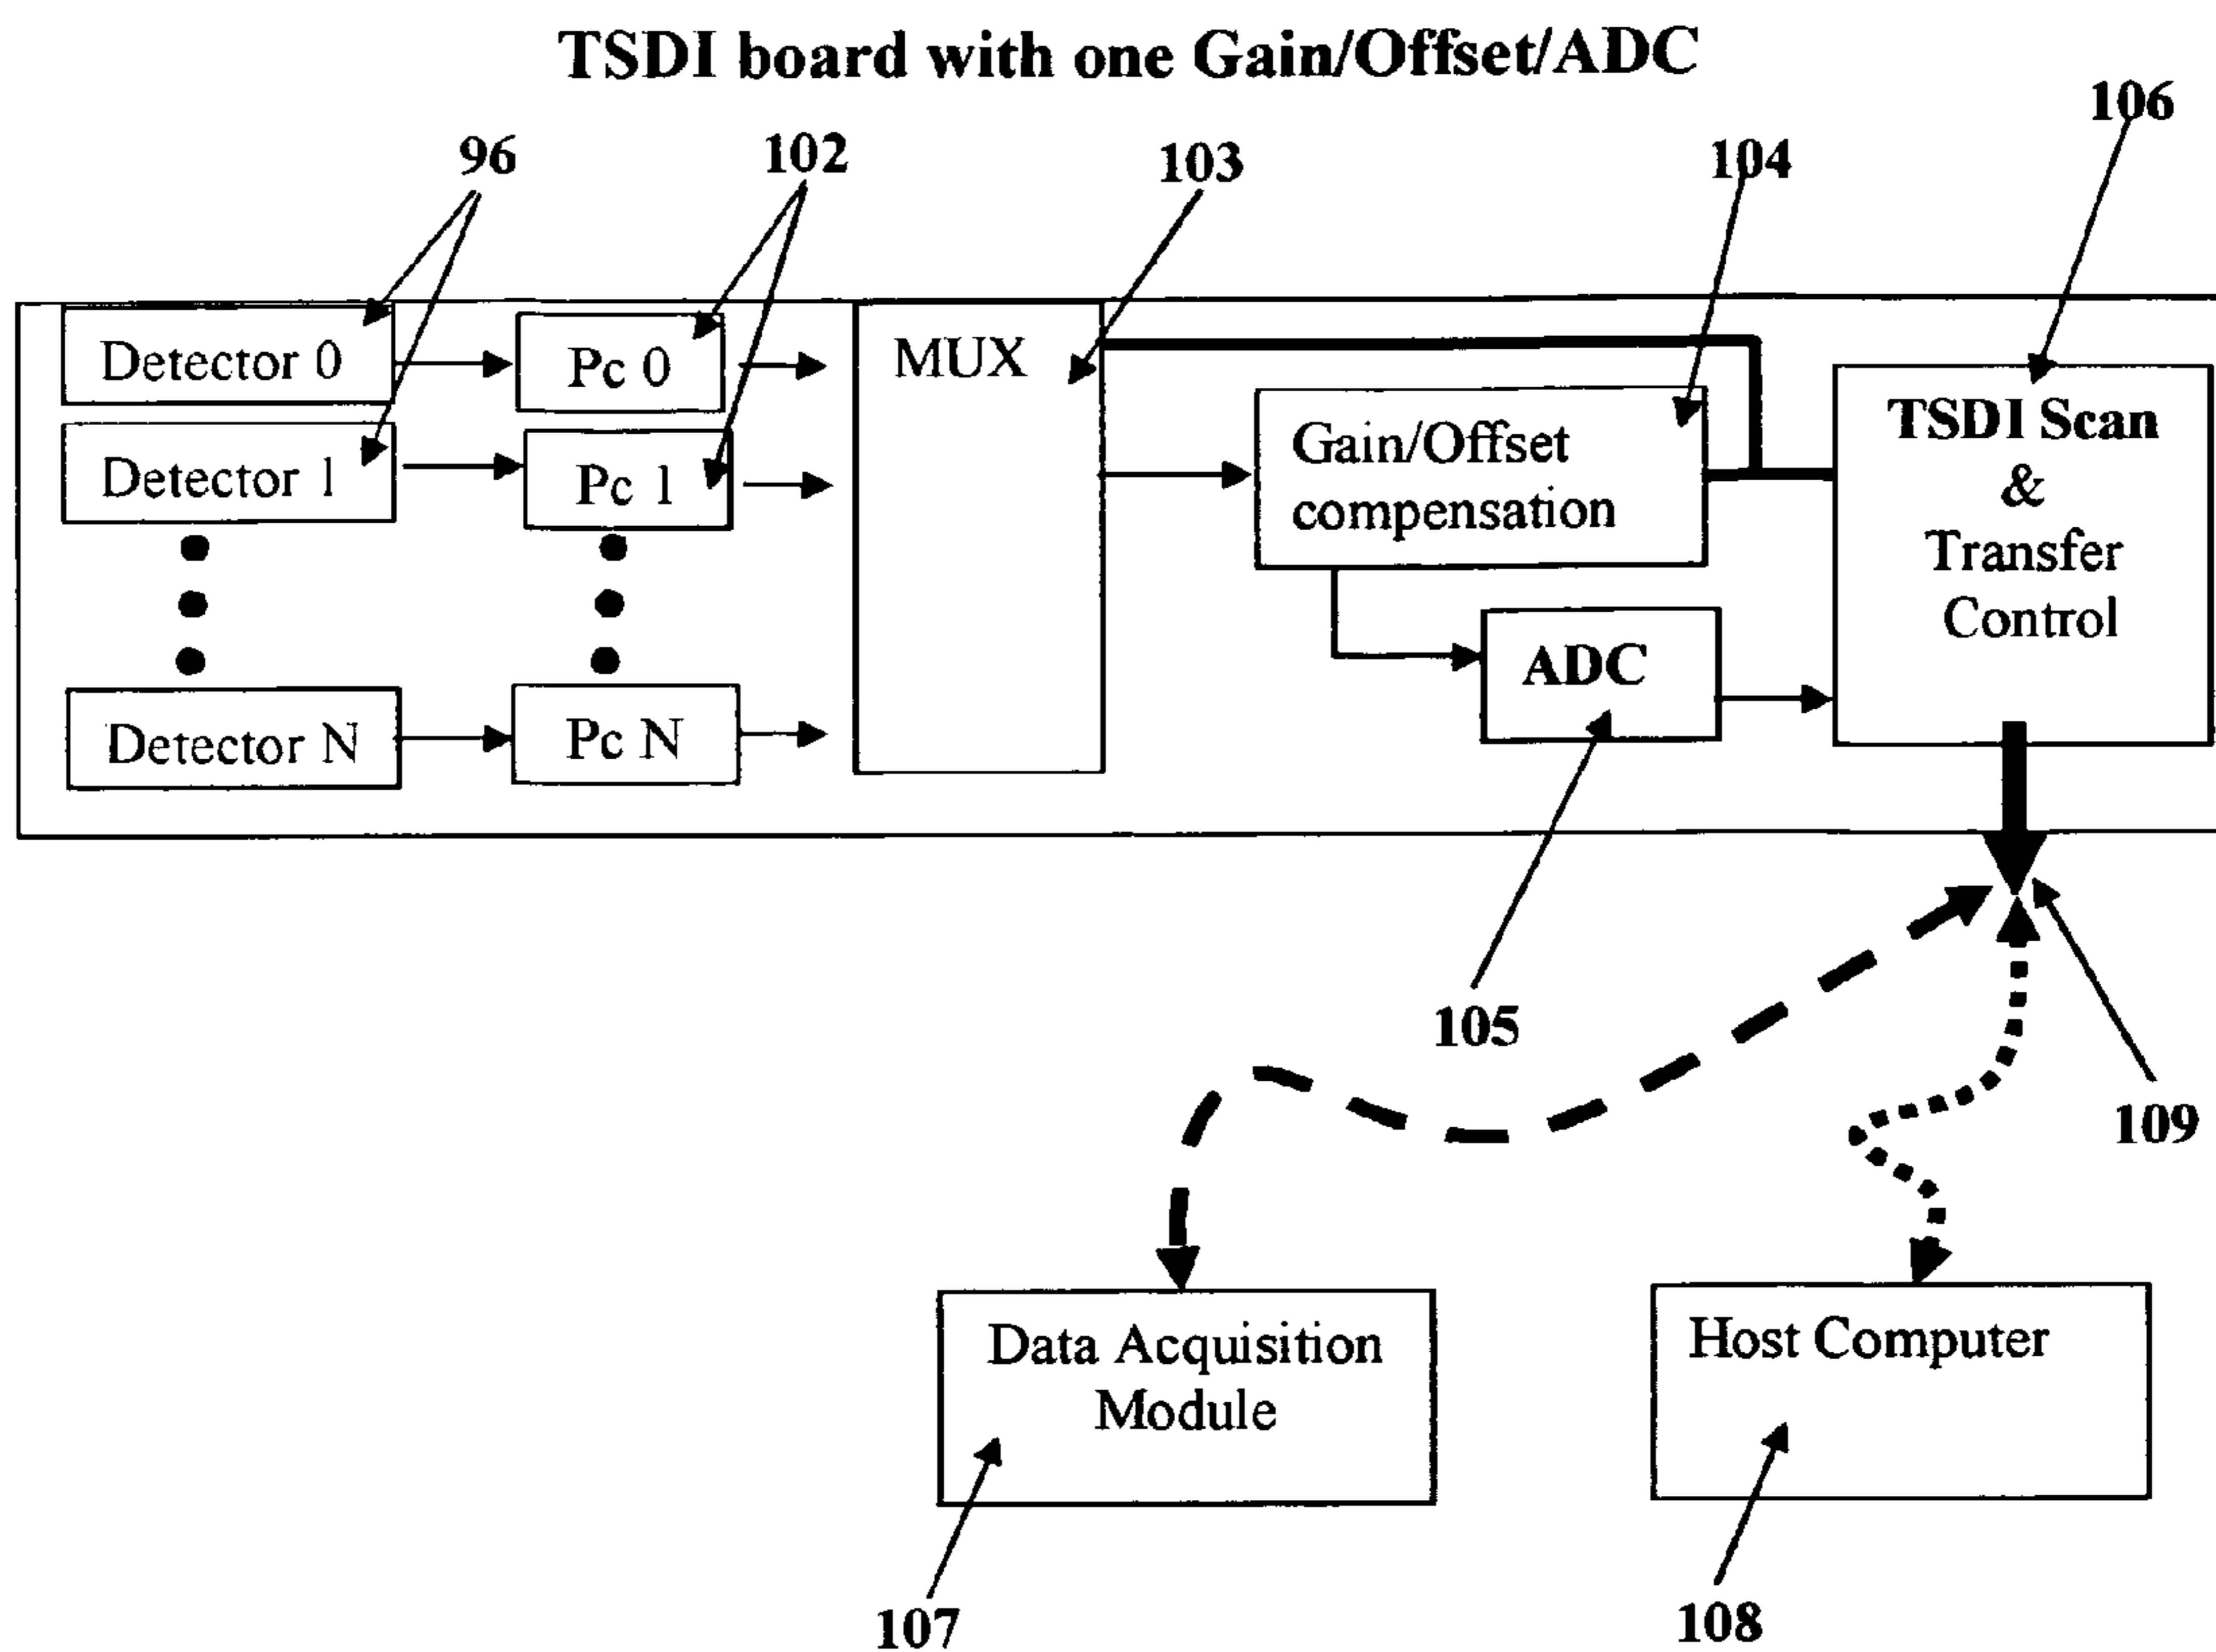 TSDI board with one Gain/Offset/ADC
106
96
102
103
104
Detector 0
Pc 0
MUX
Detector 1
Pc 1
Gain/Offset
compensation
TSDI Scan
&
Transfer
Control
ADC
Detector N
Pc N
105
109
Data Acquisition
Module
Host Computer
107
108